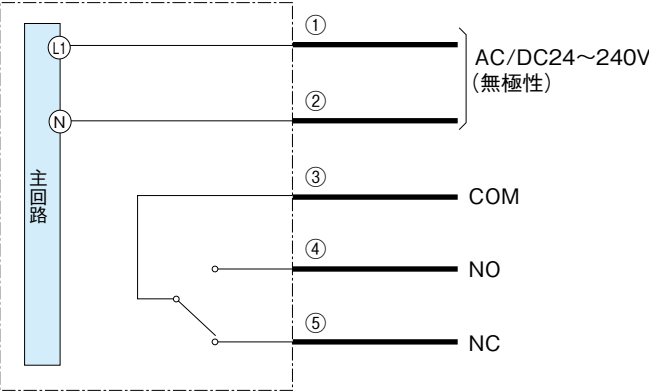 ①
L1
AC/DC24～240V
（無極性）
②
N
③
主回路
COM
④
NO
⑤
NC